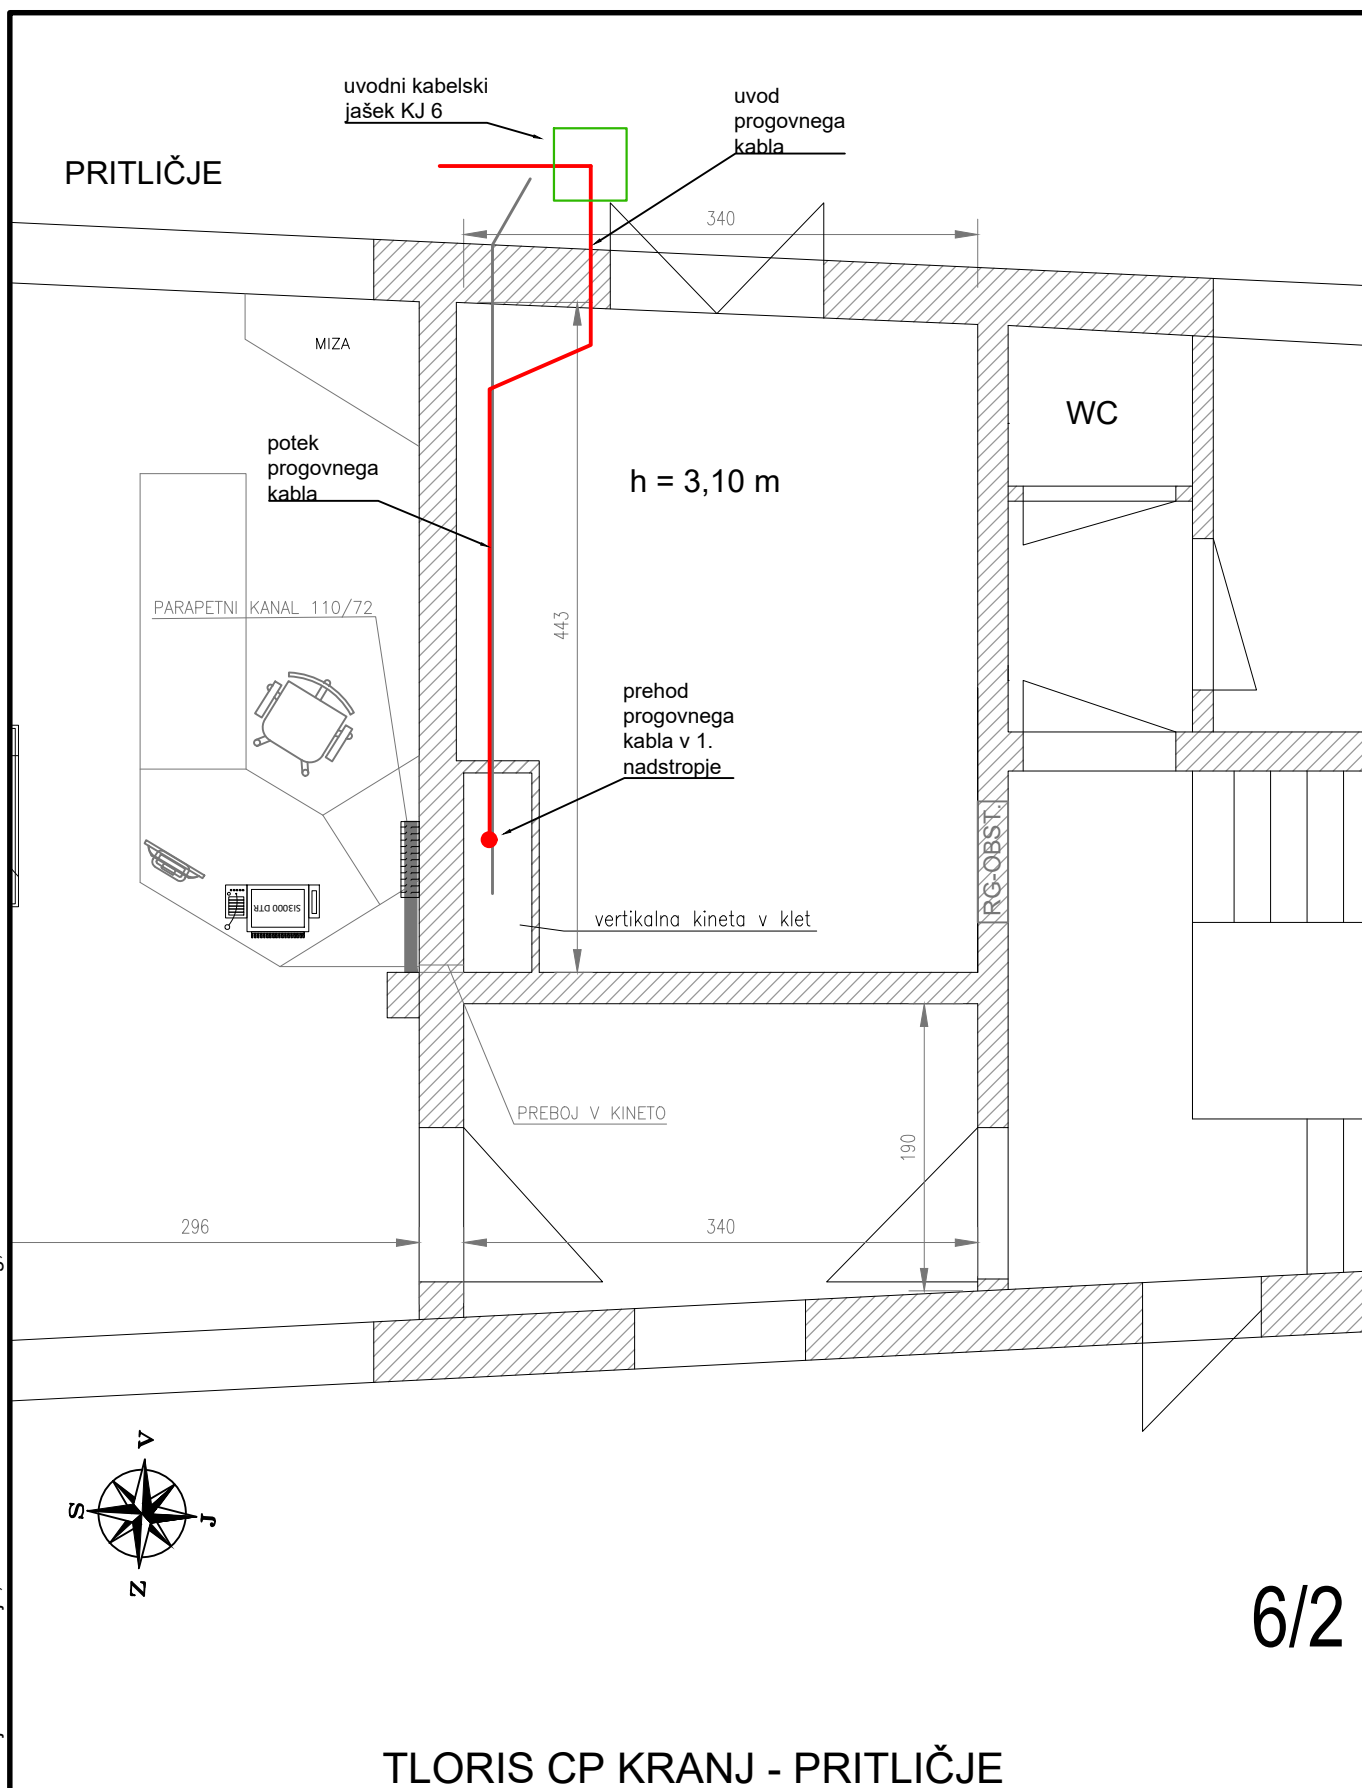 uvodni kabelski
jašek KJ 6
uvod
progovnega
kabla
PRITLIČJE
340
MIZA
WC
potek
progovnega
kabla
h = 3,10 m
PARAPETNI KANAL 110/72
443
prehod
progovnega
kabla v 1.
nadstropje
RG-OBST.
SI3000 DTR
vertikalna kineta v klet
PREBOJ V KINETO
190
296
340
V
S
J
Z
6/2
TLORIS CP KRANJ - PRITLIČJE